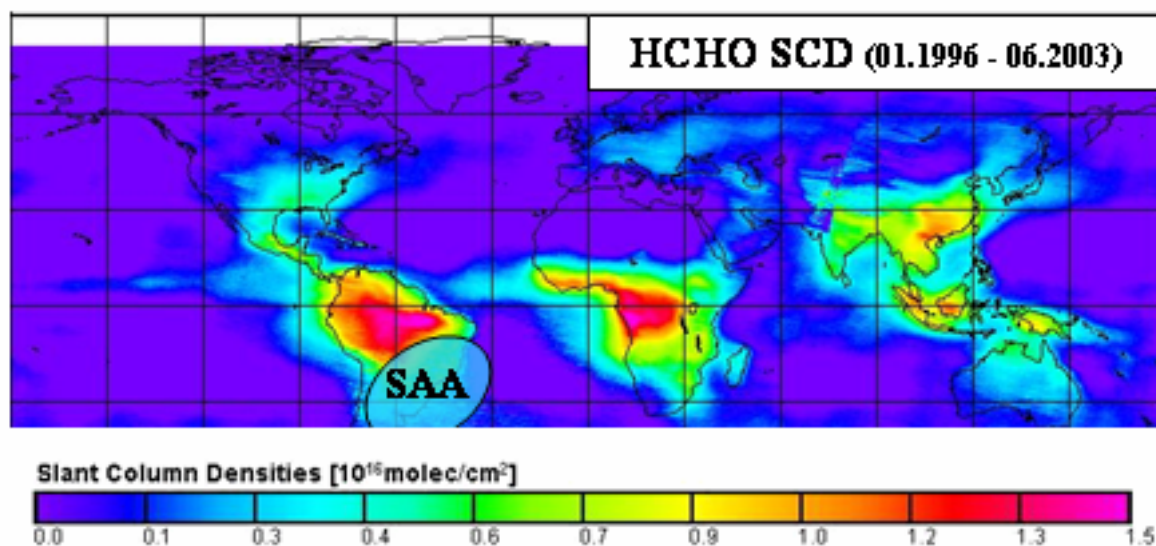 HCHO SCD (01.1996 - 06.2003)
SAA
Slant Column Densities [10¹⁶molec/cm²]
0.0 0.1 0.3 0.4 0.6 0.7 0.9 1.0 1.2 1.3 1.5